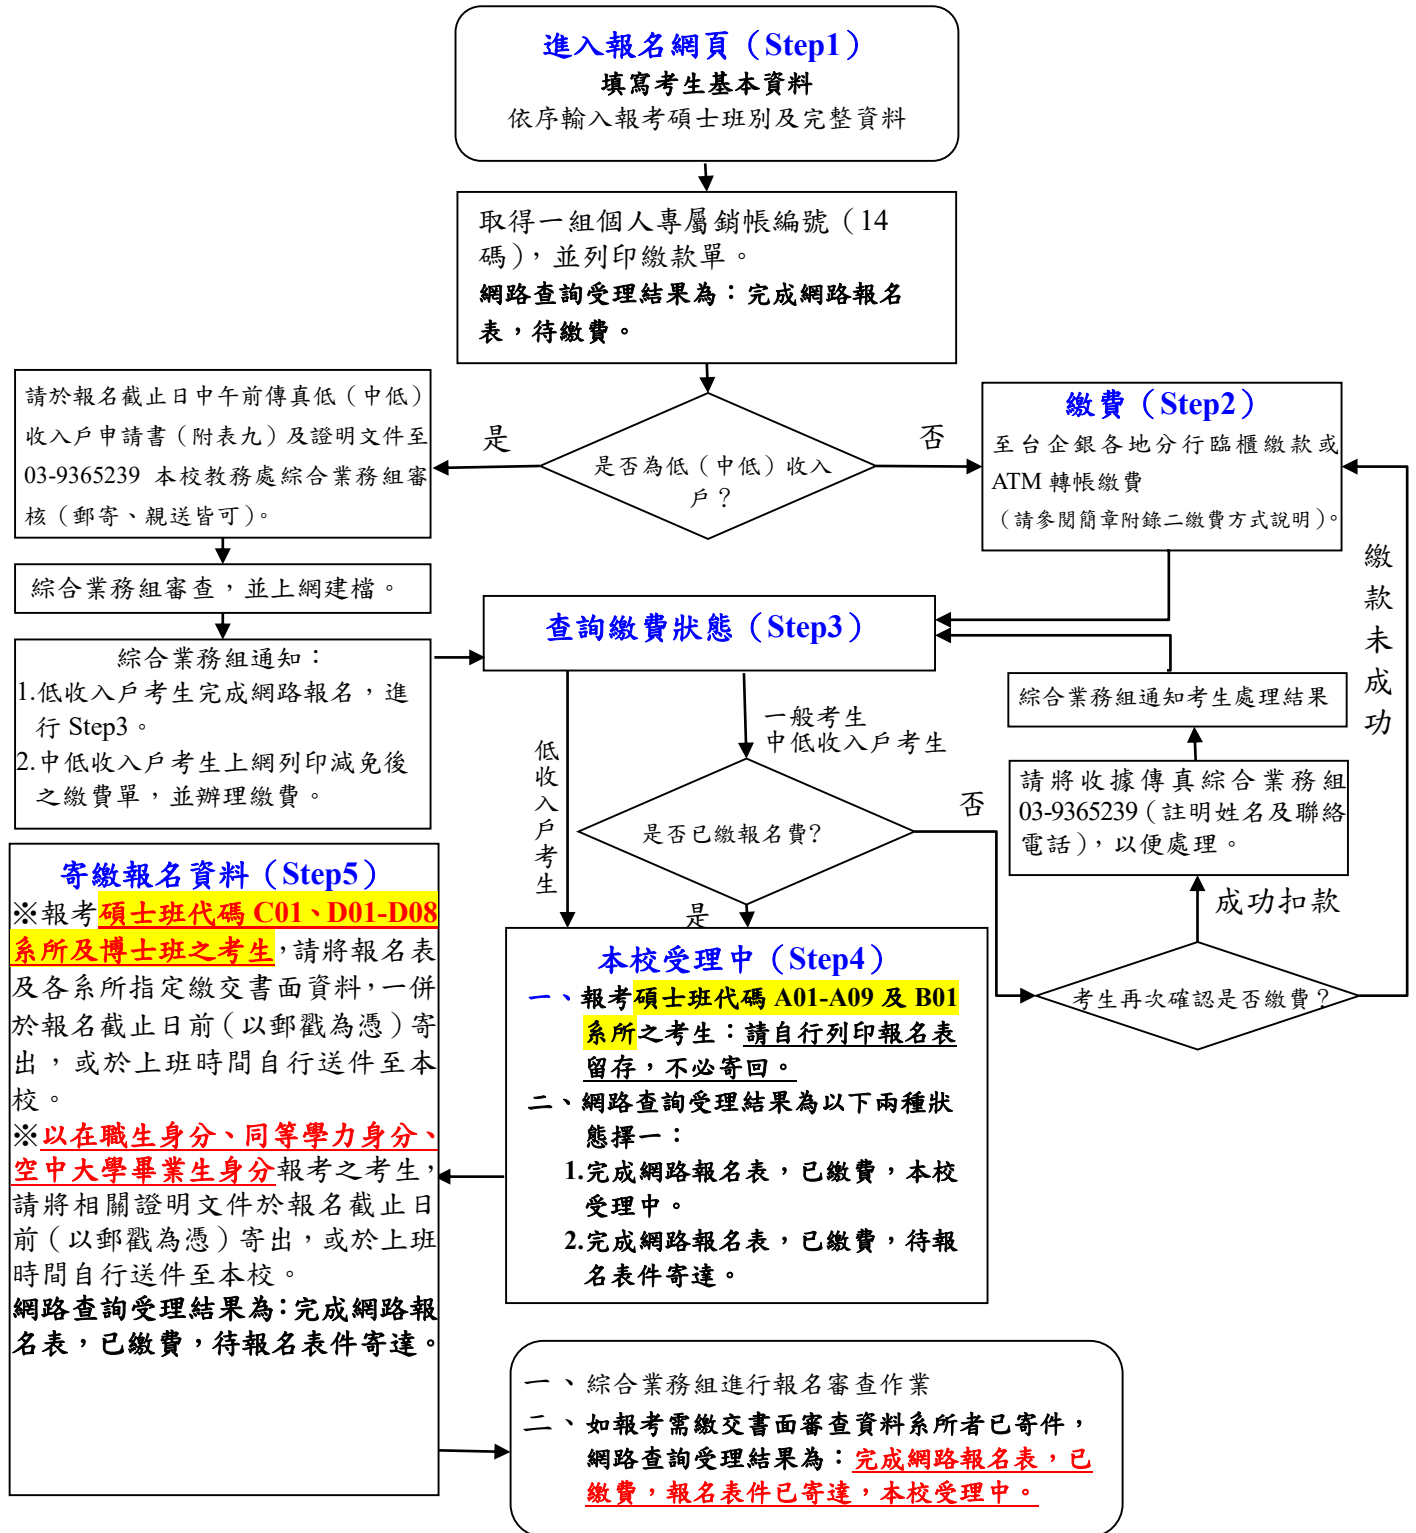 進入報名網頁（Step1）
填寫考生基本資料
依序輸入報考碩士班別及完整資料
取得一組個人專屬銷帳編號（14
碼），並列印繳款單。
網路查詢受理結果為：完成網路報名
表，待繳費。
是否為低（中低）收入
戶？
是
否
請於報名截止日中午前傳真低（中低）
收入戶申請書（附表九）及證明文件至
03-9365239 本校教務處綜合業務組審
核（郵寄、親送皆可）。
綜合業務組審查，並上網建檔。
綜合業務組通知：
1.低收入戶考生完成網路報名，進
行 Step3。
2.中低收入戶考生上網列印減免後
之繳費單，並辦理繳費。
繳費（Step2）
至台企銀各地分行臨櫃繳款或
ATM 轉帳繳費
（請參閱簡章附錄二繳費方式說明）。
繳款未成功
查詢繳費狀態（Step3）
低收入戶考生
一般考生
中低收入戶考生
是否已繳報名費?
否
是
綜合業務組通知考生處理結果
請將收據傳真綜合業務組
03-9365239（註明姓名及聯絡
電話），以便處理。
成功扣款
考生再次確認是否繳費？
本校受理中（Step4）
一、報考碩士班代碼 A01-A09 及 B01
系所之考生：請自行列印報名表
留存，不必寄回。
二、網路查詢受理結果為以下兩種狀
態擇一：
1.完成網路報名表，已繳費，本校
受理中。
2.完成網路報名表，已繳費，待報
名表件寄達。
寄繳報名資料（Step5）
※報考碩士班代碼 C01、D01-D08
系所及博士班之考生，請將報名表
及各系所指定繳交書面資料，一併
於報名截止日前（以郵戳為憑）寄
出，或於上班時間自行送件至本
校。
※以在職生身分、同等學力身分、
空中大學畢業生身分報考之考生，
請將相關證明文件於報名截止日
前（以郵戳為憑）寄出，或於上班
時間自行送件至本校。
網路查詢受理結果為：完成網路報
名表，已繳費，待報名表件寄達。
一、綜合業務組進行報名審查作業
二、如報考需繳交書面審查資料系所者已寄件，
網路查詢受理結果為：完成網路報名表，已
繳費，報名表件已寄達，本校受理中。